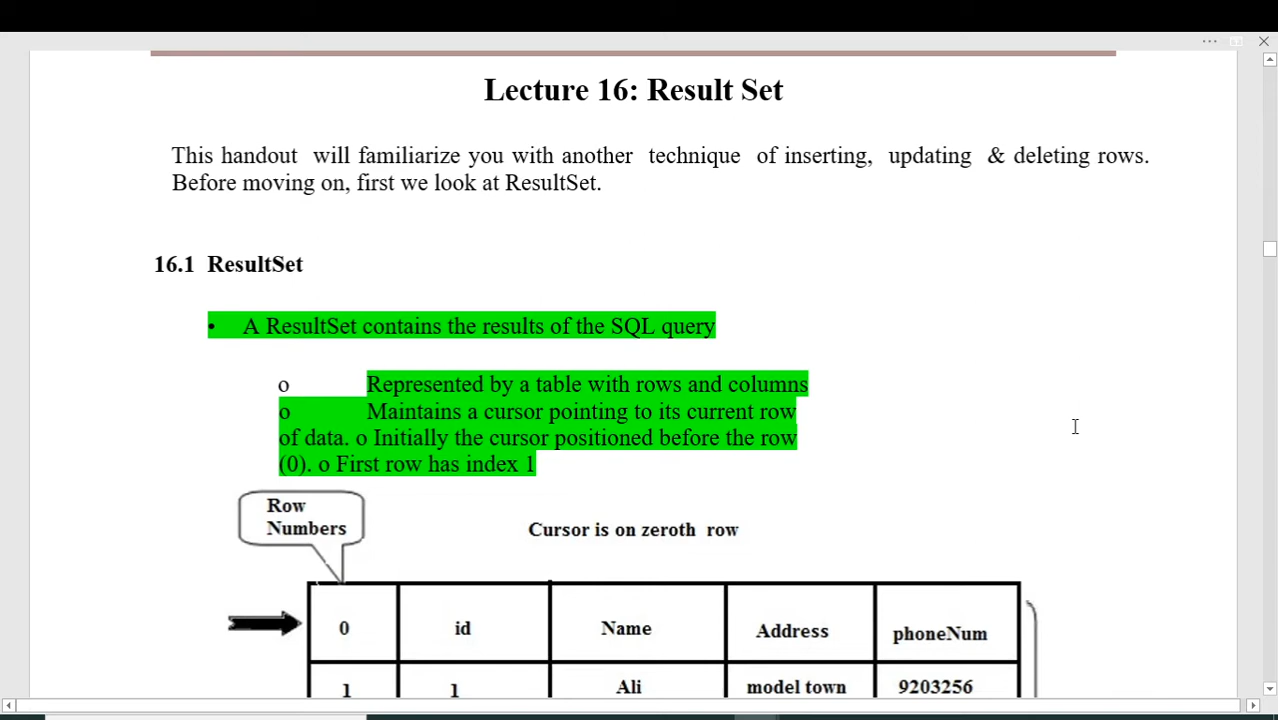 Lecture 16: Result Set
This handout will familiarize you with another technique of inserting, updating & deleting rows.
Before moving on, first we look at ResultSet.
16.1 ResultSet
• A ResultSet contains the results of the SQL query
o Represented by a table with rows and columns
o Maintains a cursor pointing to its current row
of data. o Initially the cursor positioned before the row
(0). o First row has index 1
Row
Numbers
Cursor is on zeroth row
0 id Name Address phoneNum
1 1 Ali model town 9203256